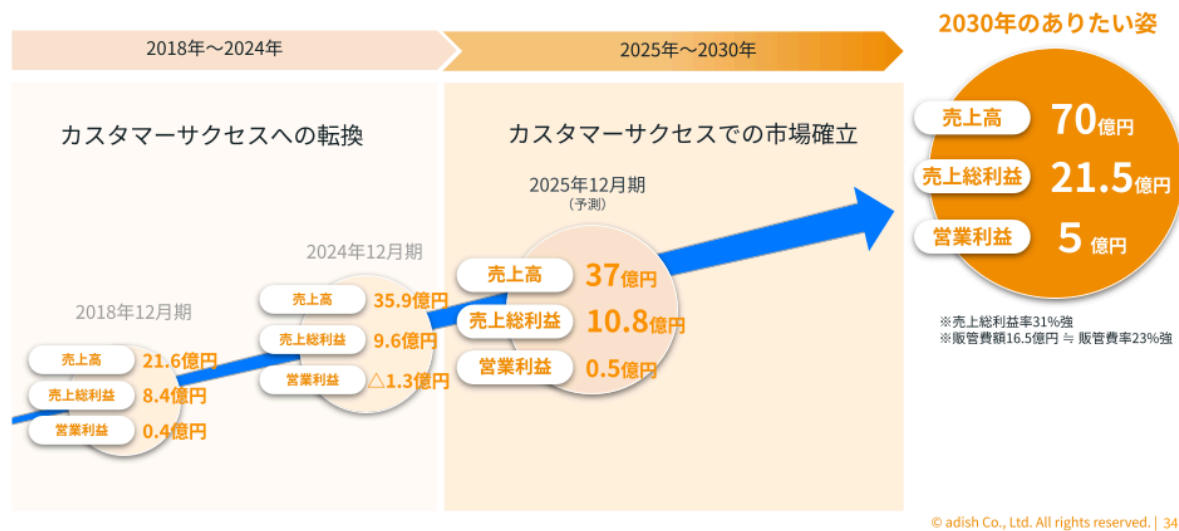 2018年～2024年
2025年～2030年
2030年のありたい姿
カスタマーサクセスへの転換
カスタマーサクセスでの市場確立
2018年12月期
売上高 21.6億円
売上総利益 8.4億円
営業利益 0.4億円
2024年12月期
売上高 35.9億円
売上総利益 9.6億円
営業利益 △1.3億円
2025年12月期
（予測）
売上高 37億円
売上総利益 10.8億円
営業利益 0.5億円
売上高 70億円
売上総利益 21.5億円
営業利益 5 億円
※売上総利益率31%強
※販管費額16.5億円 ≒ 販管費率23%強
© adish Co., Ltd. All rights reserved. | 34